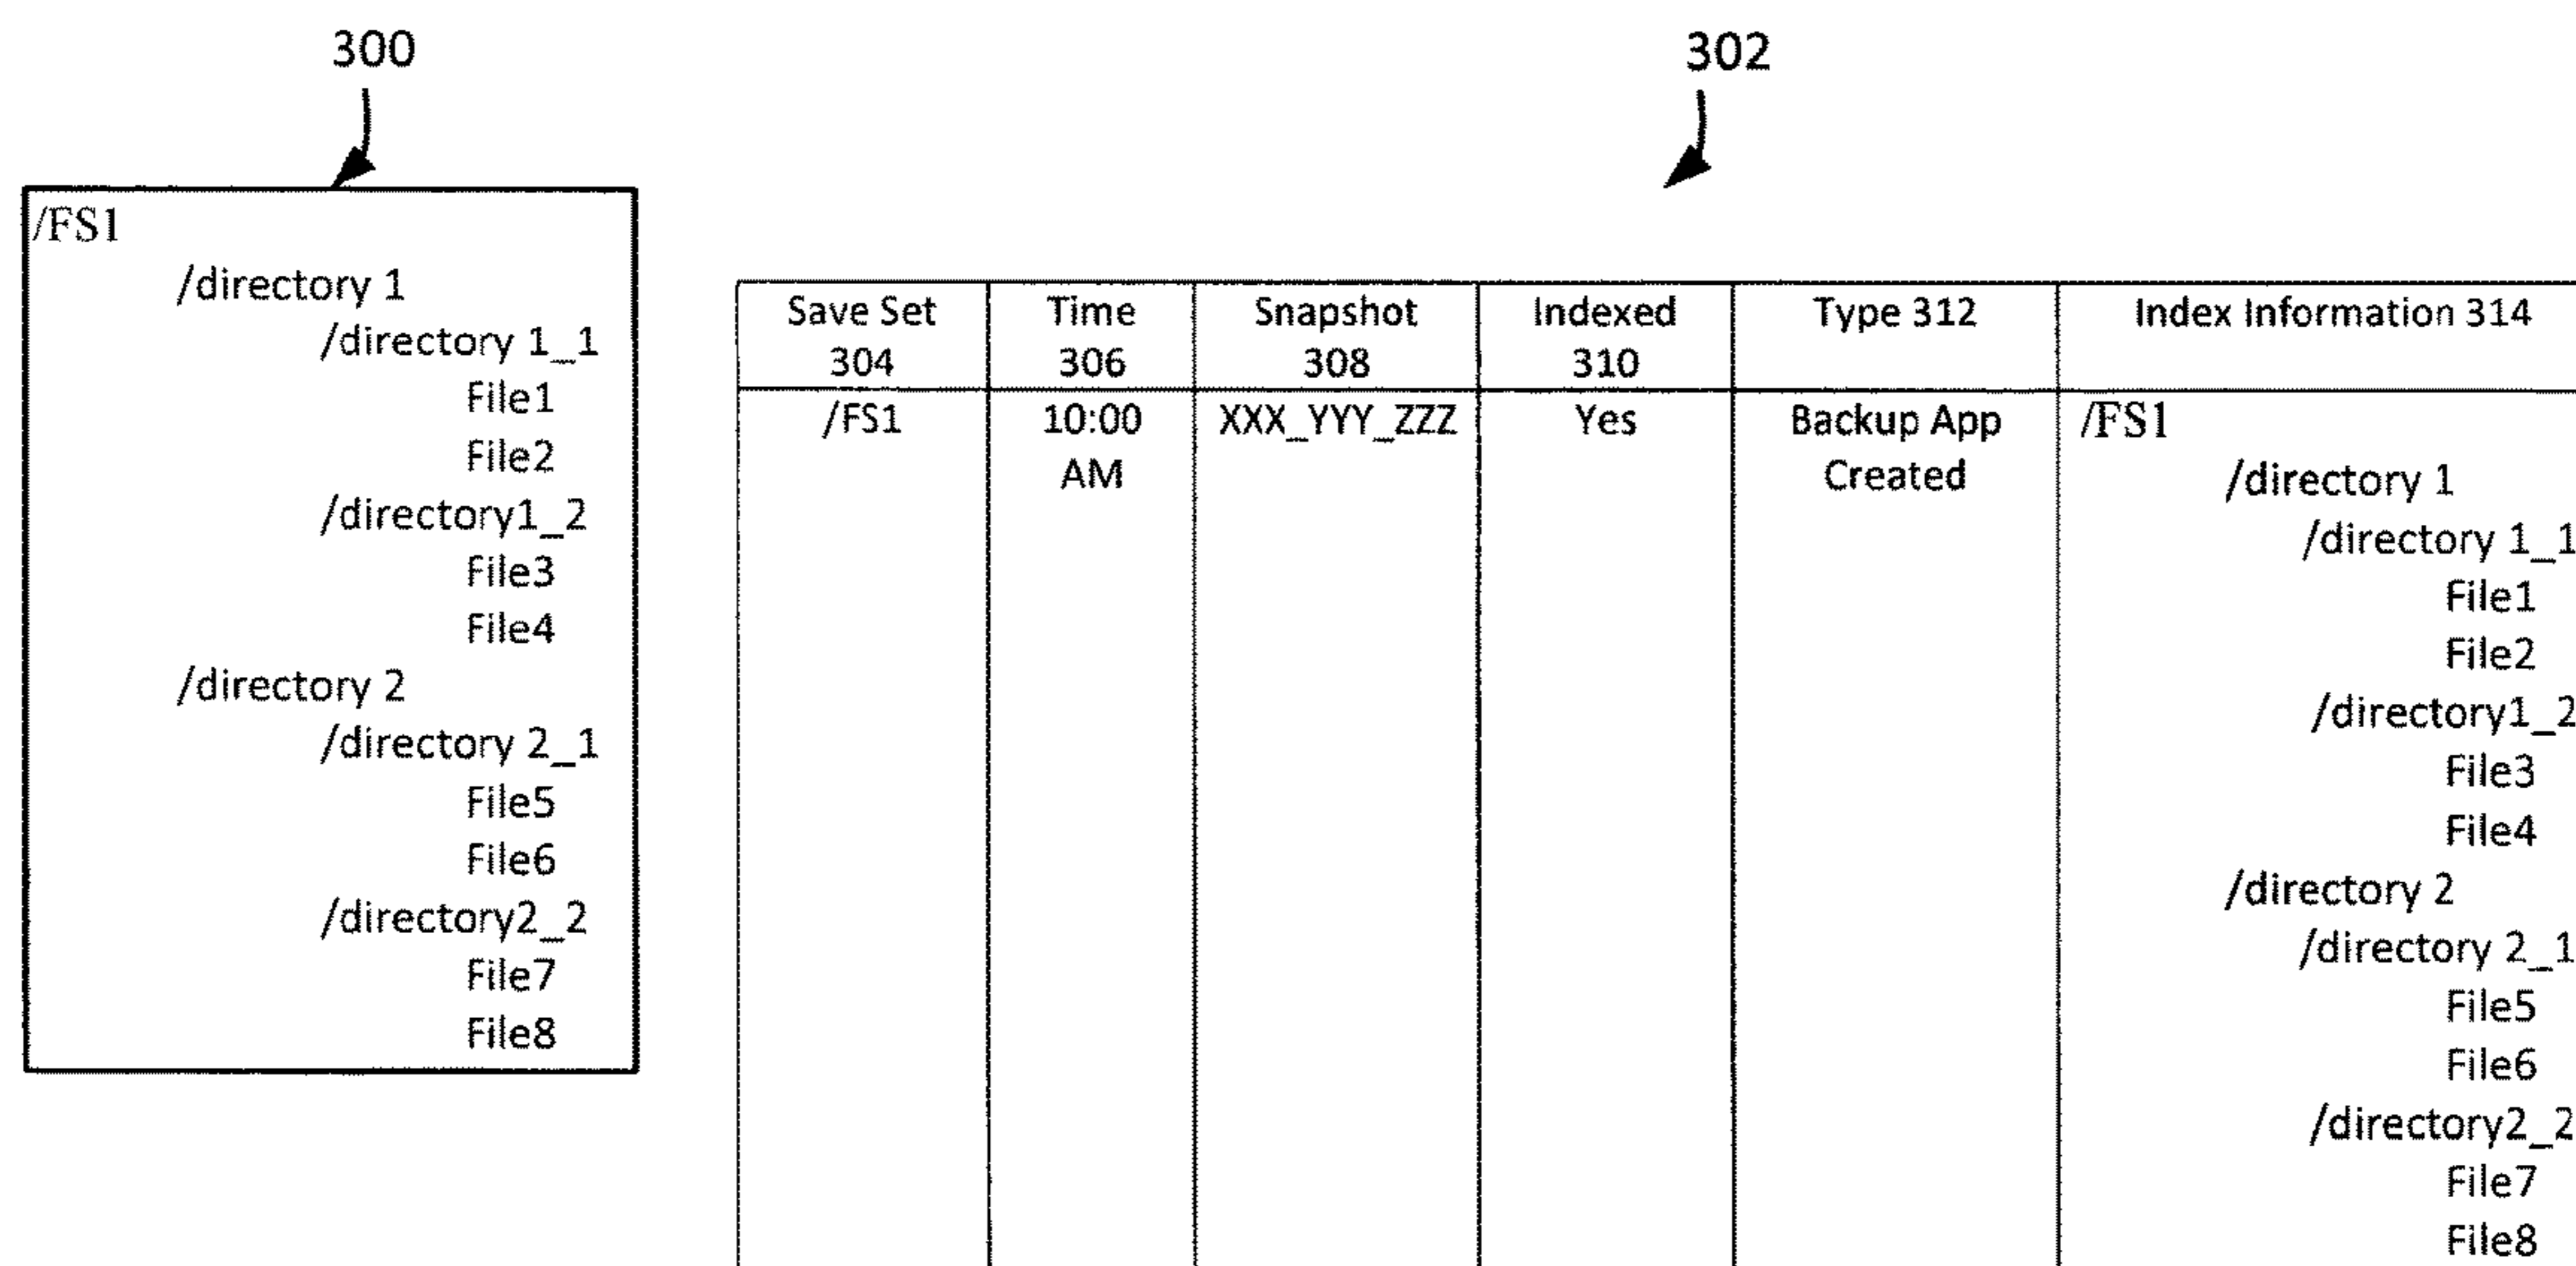 300
/FS1
/directory 1
/directory 1_1
File1
File2
/directory1_2
File3
File4
/directory 2
/directory 2_1
File5
File6
/directory2_2
File7
File8
302
Save Set 304
Time 306
Snapshot 308
Indexed 310
Type 312
Index Information 314
/FS1
10:00 AM
XXX_YYY_ZZZ
Yes
Backup App Created
/FS1
/directory 1
/directory 1_1
File1
File2
/directory1_2
File3
File4
/directory 2
/directory 2_1
File5
File6
/directory2_2
File7
File8